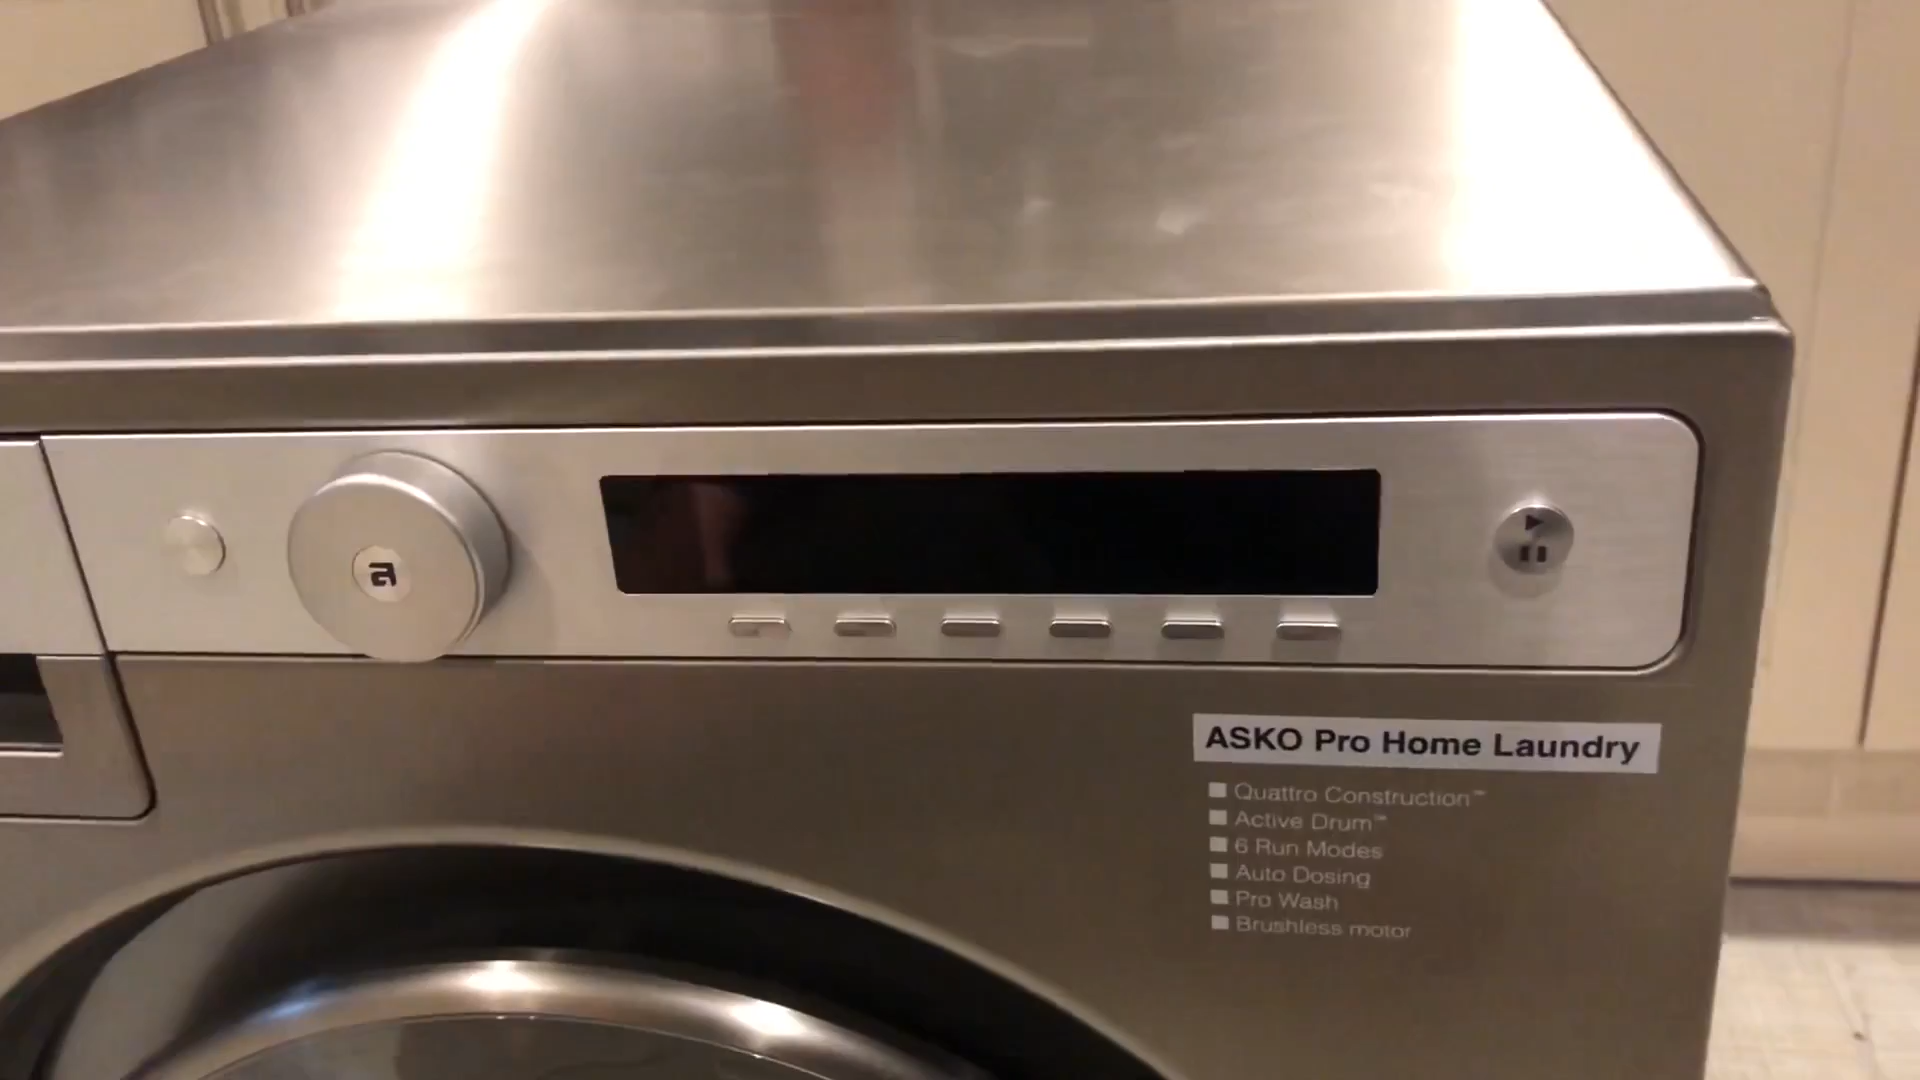 ASKO Pro Home Laundry
Quattro Construction™
Active Drum™
6 Run Modes
Auto Dosing
Pro Wash
Brushless motor